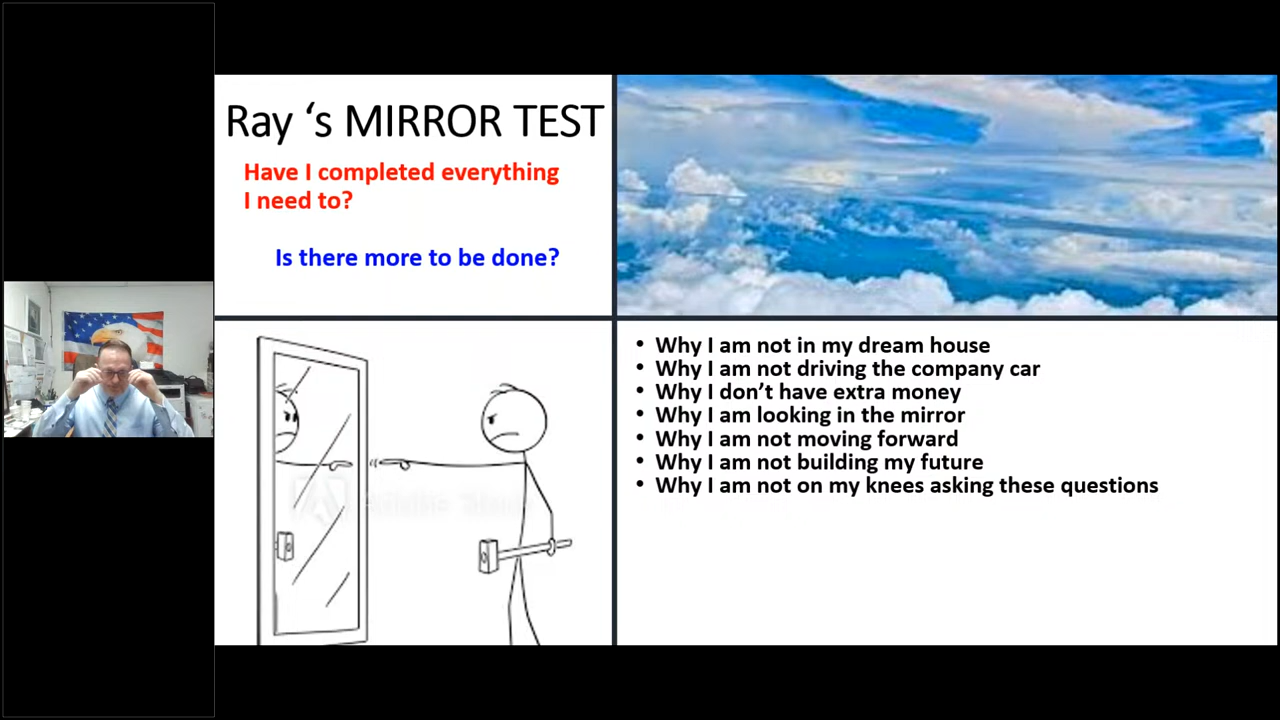 Ray ‘s MIRROR TEST
Have I completed everything
I need to?
Is there more to be done?
• Why I am not in my dream house
• Why I am not driving the company car
• Why I don’t have extra money
• Why I am looking in the mirror
• Why I am not moving forward
• Why I am not building my future
• Why I am not on my knees asking these questions